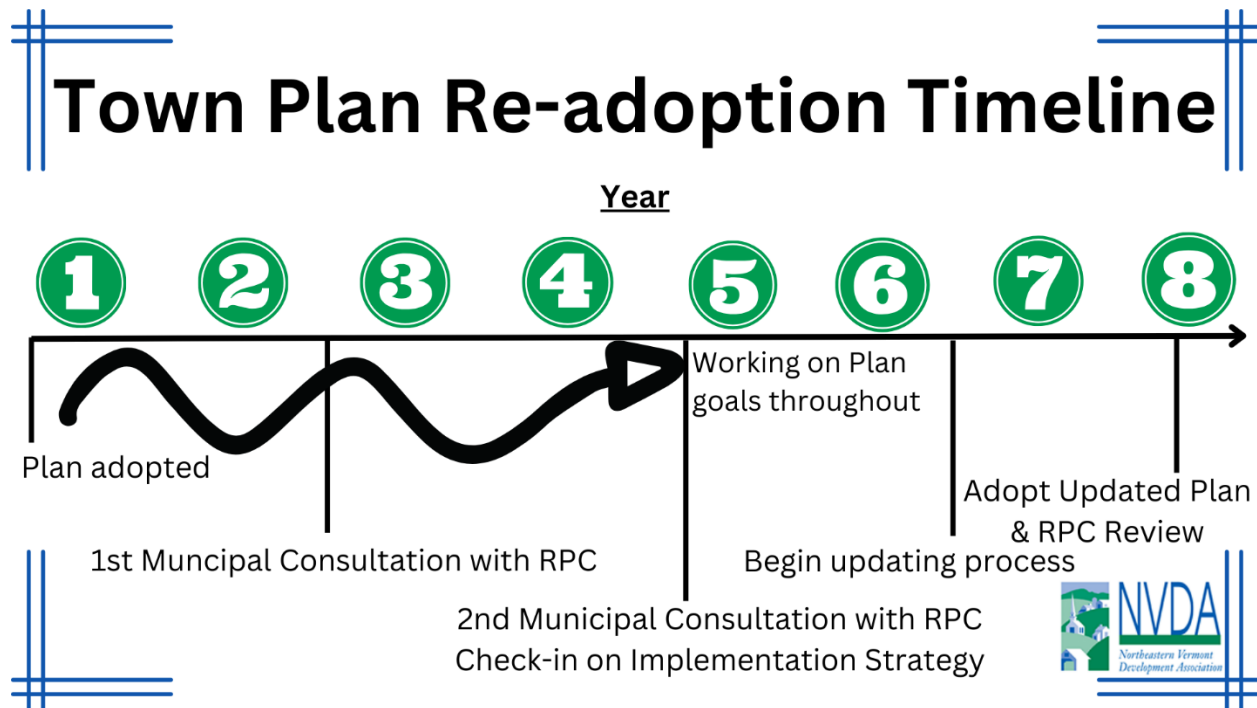 Town Plan Re-adoption Timeline
Year
1 2 3 4 5 6 7 8
Working on Plan
goals throughout
Plan adopted
Adopt Updated Plan
& RPC Review
1st Muncipal Consultation with RPC
Begin updating process
2nd Municipal Consultation with RPC
Check-in on Implementation Strategy
NVDA
Northeastern Vermont
Development Association